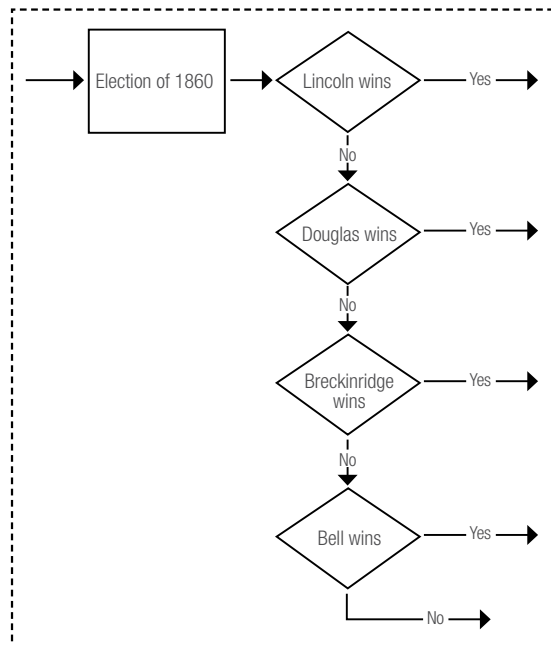 Election of 1860
Lincoln wins
Yes
No
Douglas wins
Yes
No
Breckinridge
wins
Yes
No
Bell wins
Yes
No